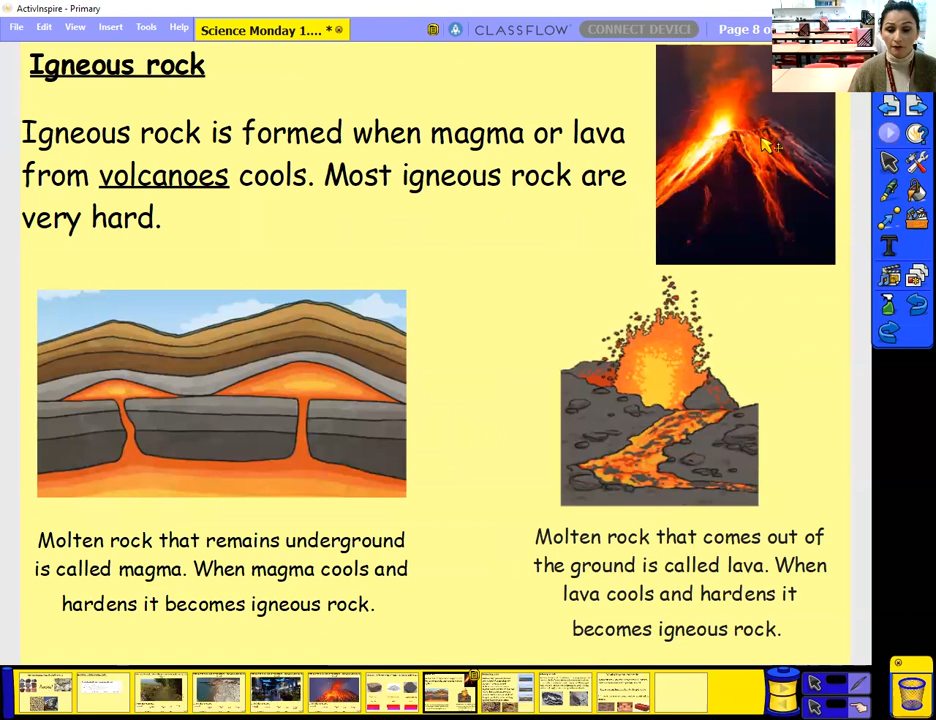 ActivInspire - Primary
File Edit View Insert Tools Help
Science Monday 1.... *
CLASSFLOW
CONNECT DEVICE
Page 8 o
Igneous rock
Igneous rock is formed when magma or lava
from volcanoes cools. Most igneous rock are
very hard.
Molten rock that remains underground
is called magma. When magma cools and
hardens it becomes igneous rock.
Molten rock that comes out of
the ground is called lava. When
lava cools and hardens it
becomes igneous rock.